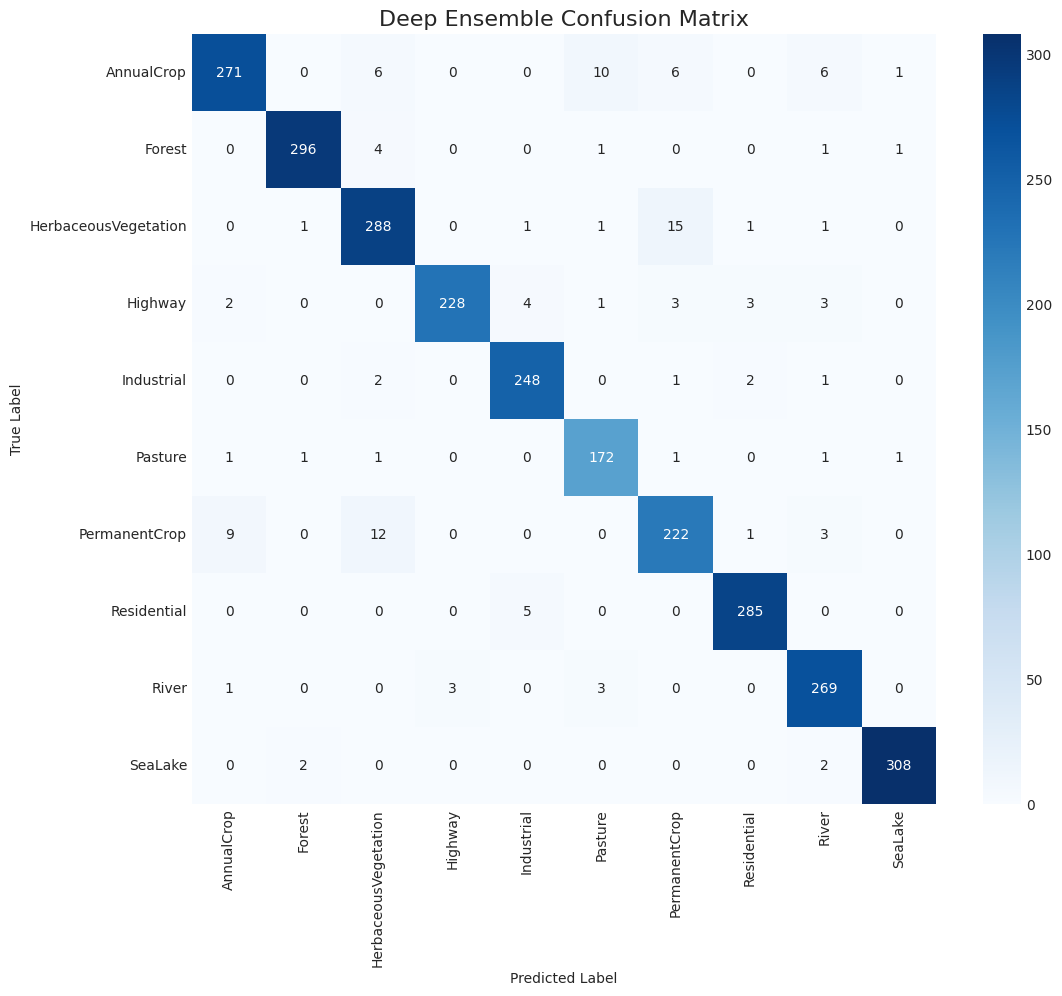 Deep Ensemble Confusion Matrix
AnnualCrop 271 0 6 0 0 10 6 0 6 1
Forest 0 296 4 0 0 1 0 0 1 1
HerbaceousVegetation 0 1 288 0 1 1 15 1 1 0
Highway 2 0 0 228 4 1 3 3 3 0
Industrial 0 0 2 0 248 0 1 2 1 0
Pasture 1 1 1 0 0 172 1 0 1 1
PermanentCrop 9 0 12 0 0 0 222 1 3 0
Residential 0 0 0 0 5 0 0 285 0 0
River 1 0 0 3 0 3 0 0 269 0
SeaLake 0 2 0 0 0 0 0 0 2 308
True Label
AnnualCrop Forest HerbaceousVegetation Highway Industrial Pasture PermanentCrop Residential River SeaLake
Predicted Label
300
250
200
150
100
50
0